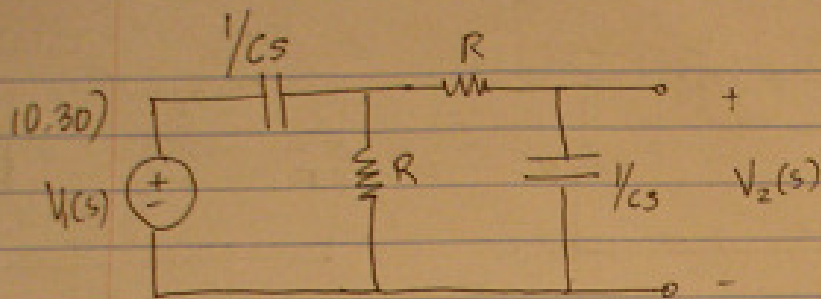 1/Cs
R
10.30)
+
R
+
-
V1(s)
1/Cs
V2(s)
-